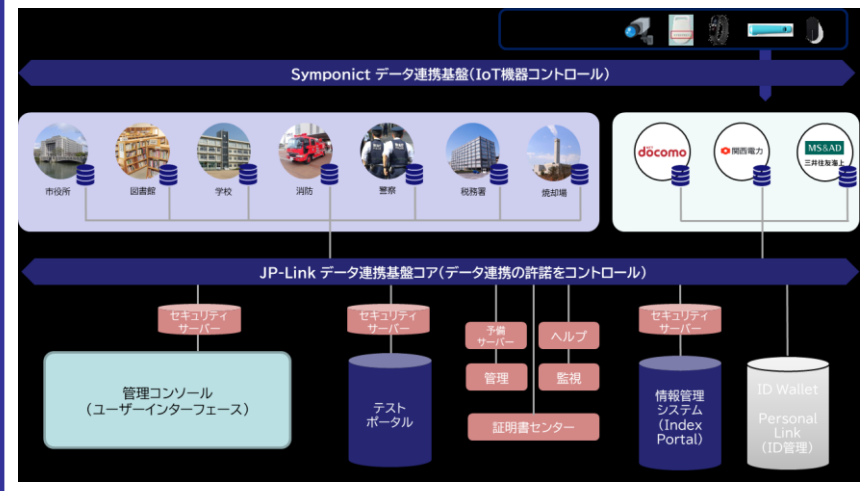 Symponict データ連携基盤(IoT機器コントロール)
市役所
図書館
学校
消防
警察
税務署
焼却場
döcomo
関西電力
MS&AD
三井住友海上
JP-Link データ連携基盤コア(データ連携の許諾をコントロール)
セキュリティ
サーバー
セキュリティ
サーバー
予備
サーバー
ヘルプ
セキュリティ
サーバー
管理
監視
証明書センター
管理コンソール
(ユーザーインターフェース)
テスト
ポータル
情報管理
システム
(Index
Portal)
ID Wallet
Personal
Link
(ID管理)